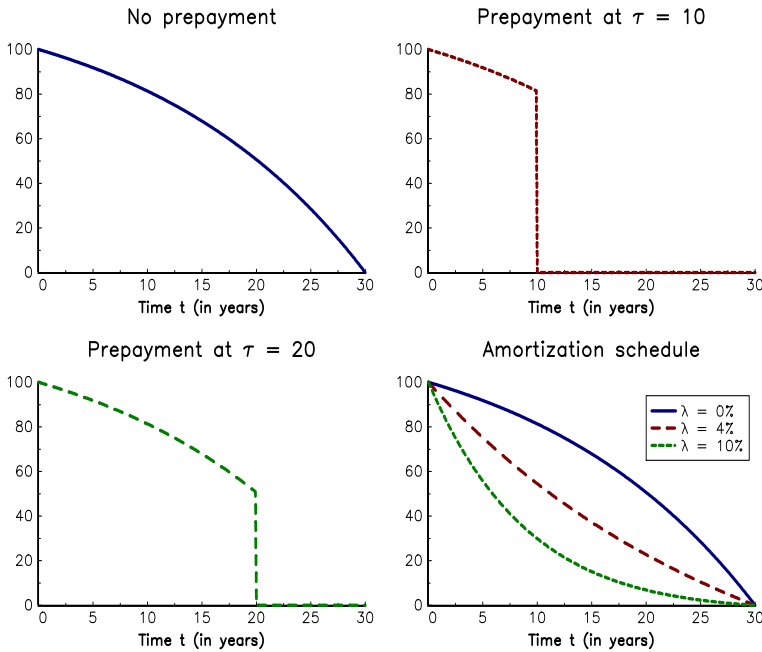 No prepayment
100
80
60
40
20
0
0 5 10 15 20 25 30
Time t (in years)
Prepayment at τ = 10
100
80
60
40
20
0
0 5 10 15 20 25 30
Time t (in years)
Prepayment at τ = 20
100
80
60
40
20
0
0 5 10 15 20 25 30
Time t (in years)
Amortization schedule
100
80
60
40
20
0
0 5 10 15 20 25 30
Time t (in years)
λ = 0%
λ = 4%
λ = 10%